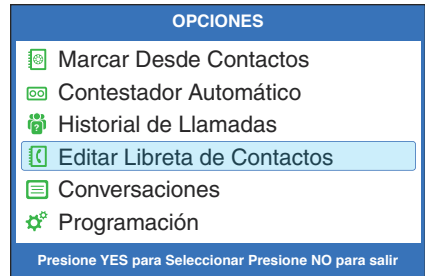 OPCIONES
Marcar Desde Contactos
Contestador Automático
Historial de Llamadas
Editar Libreta de Contactos
Conversaciones
Programación
Presione YES para Seleccionar Presione NO para salir